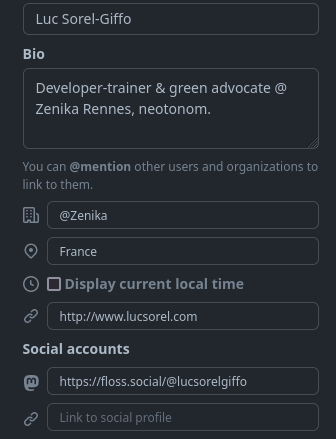 Luc Sorel-Giffo
Bio
Developer-trainer & green advocate @
Zenika Rennes, neotonom.
You can @mention other users and organizations to
link to them.
@Zenika
France
Display current local time
http://www.lucsorel.com
Social accounts
https://floss.social/@lucsorelgiffo
Link to social profile